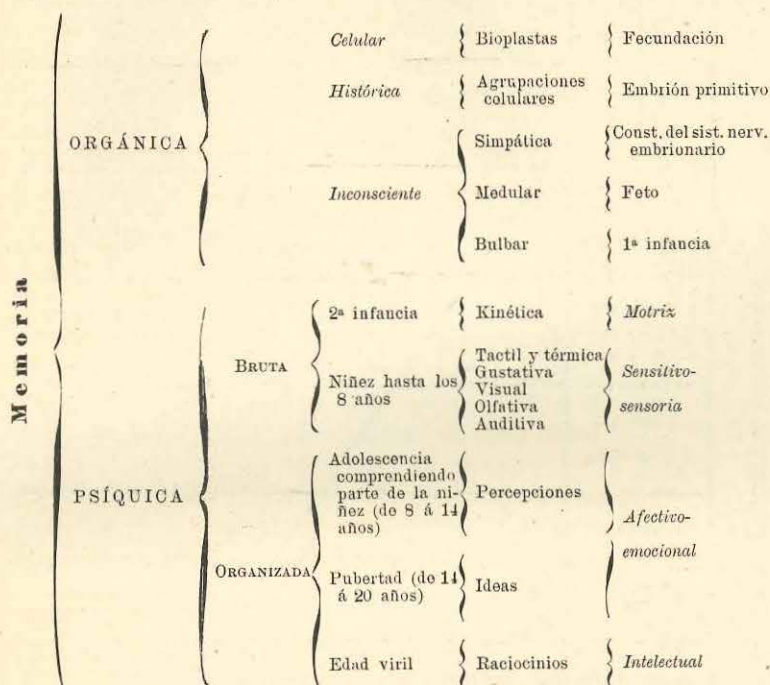 Memoria
ORGÁNICA
Celular
Bioplastas
Fecundación
Histórica
Agrupaciones
celulares
Embrión primitivo
Inconsciente
Simpática
Const. del sist. nerv.
embrionario
Medular
Feto
Bulbar
1ª infancia
PSÍQUICA
BRUTA
2ª infancia
Kinética
Motriz
Niñez hasta los
8 años
Tactil y térmica
Gustativa
Visual
Olfativa
Auditiva
Sensitivo-
sensoria
ORGANIZADA
Adolescencia
comprendiendo
parte de la ni-
ñez (de 8 á 14
años)
Percepciones
Afectivo-
emocional
Pubertad (de 14
á 20 años)
Ideas
Edad viril
Raciocinios
Intelectual